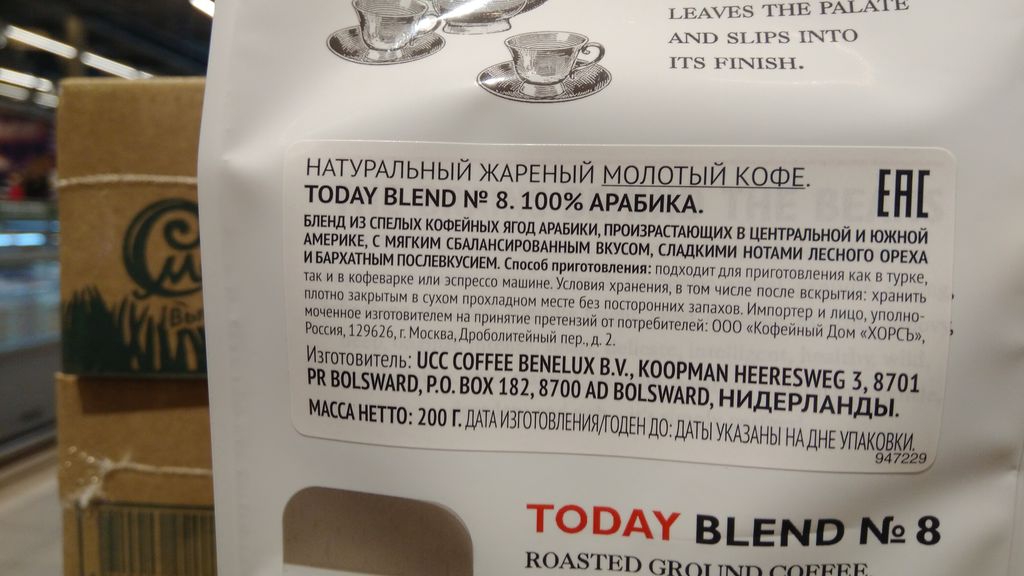 LEAVES THE PALATE
AND SLIPS INTO
ITS FINISH.
НАТУРАЛЬНЫЙ ЖАРЕНЫЙ МОЛОТЫЙ КОФЕ.
TODAY BLEND № 8. 100% АРАБИКА.
EAC
БЛЕНД ИЗ СПЕЛЫХ КОФЕЙНЫХ ЯГОД АРАБИКИ, ПРОИЗРАСТАЮЩИХ В ЦЕНТРАЛЬНОЙ И ЮЖНОЙ
АМЕРИКЕ, С МЯГКИМ СБАЛАНСИРОВАННЫМ ВКУСОМ, СЛАДКИМИ НОТАМИ ЛЕСНОГО ОРЕХА
И БАРХАТНЫМ ПОСЛЕВКУСИЕМ. Способ приготовления: подходит для приготовления как в турке,
так и в кофеварке или эспрессо машине. Условия хранения, в том числе после вскрытия: хранить
плотно закрытым в сухом прохладном месте без посторонних запахов. Импортер и лицо, уполно-
моченное изготовителем на принятие претензий от потребителей: ООО «Кофейный Дом «ХОРСЪ»,
Россия, 129626, г. Москва, Дроболитейный пер., д. 2.
Изготовитель: UCC COFFEE BENELUX B.V., KOOPMAN HEERESWEG 3, 8701
PR BOLSWARD, P.O. BOX 182, 8700 AD BOLSWARD, НИДЕРЛАНДЫ.
МАССА НЕТТО: 200 Г. ДАТА ИЗГОТОВЛЕНИЯ/ГОДЕН ДО: ДАТЫ УКАЗАНЫ НА ДНЕ УПАКОВКИ.
947229
TODAY BLEND № 8
ROASTED GROUND COFFEE